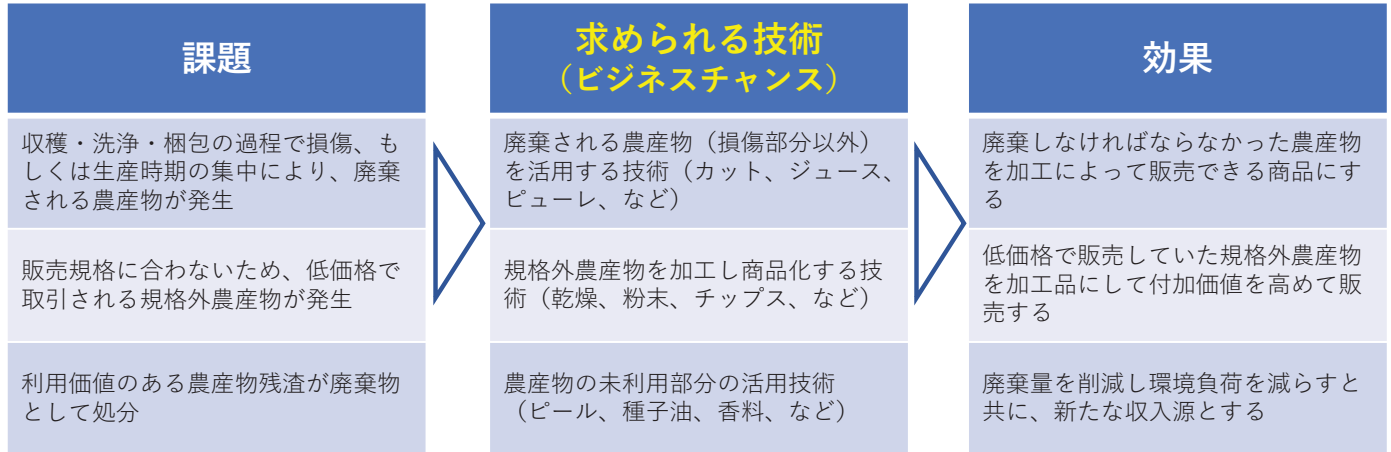 課題
収穫・洗浄・梱包の過程で損傷、も
しくは生産時期の集中により、廃棄
される農産物が発生
販売規格に合わないため、低価格で
取引される規格外農産物が発生
利用価値のある農産物残渣が廃棄物
として処分
求められる技術
（ビジネスチャンス）
廃棄される農産物（損傷部分以外）
を活用する技術（カット、ジュース、
ピューレ、など）
規格外農産物を加工し商品化する技
術（乾燥、粉末、チップス、など）
農産物の未利用部分の活用技術
（ピール、種子油、香料、など）
効果
廃棄しなければならなかった農産物
を加工によって販売できる商品にす
る
低価格で販売していた規格外農産物
を加工品にして付加価値を高めて販
売する
廃棄量を削減し環境負荷を減らすと
共に、新たな収入源とする